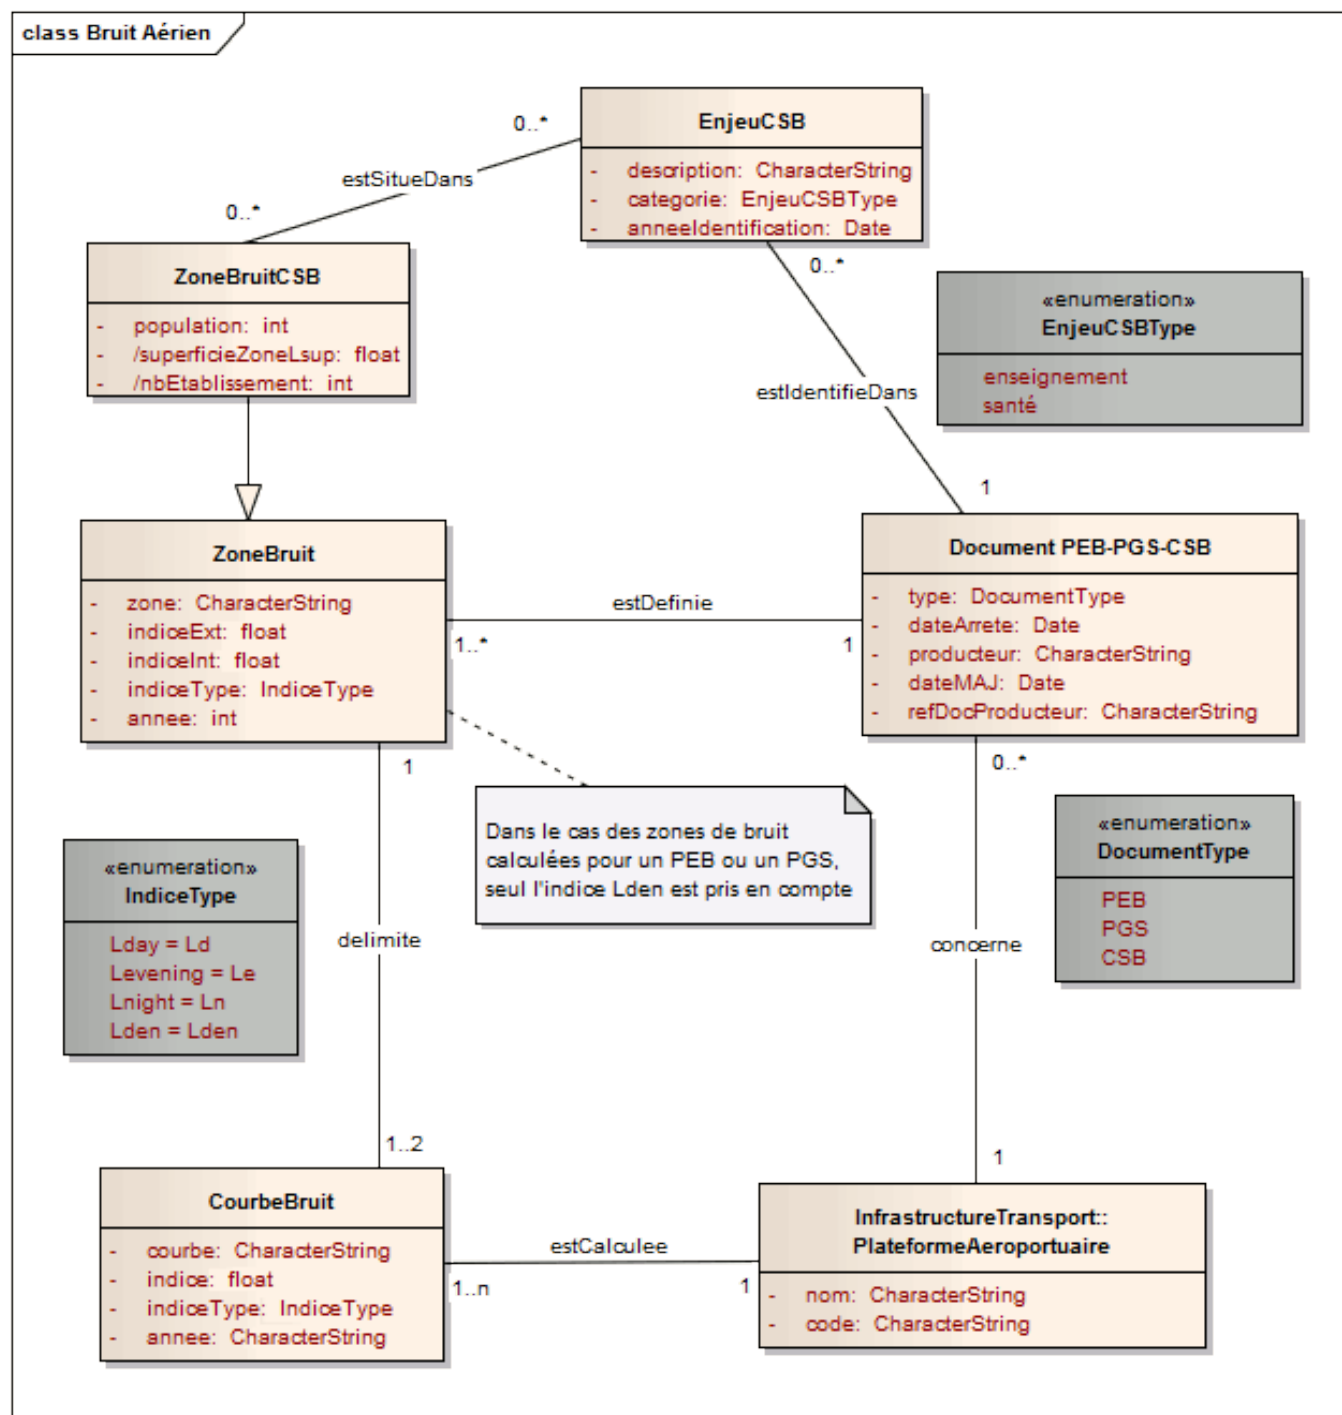 class Bruit Aérien
EnjeuCSB
- description: CharacterString
- categorie: EnjeuCSBType
- anneeIdentification: Date
0..*
estSitueDans
0..*
ZoneBruitCSB
- population: int
- /superficieZoneLsup: float
- /nbEtablissement: int
0..*
estIdentifieDans
1
«enumeration»
EnjeuCSBType
enseignement
santé
ZoneBruit
- zone: CharacterString
- indiceExt: float
- indiceInt: float
- indiceType: IndiceType
- annee: int
estDefinie
1..*
1
Document PEB-PGS-CSB
- type: DocumentType
- dateArrete: Date
- producteur: CharacterString
- dateMAJ: Date
- refDocProducteur: CharacterString
1
0..*
Dans le cas des zones de bruit
calculées pour un PEB ou un PGS,
seul l'indice Lden est pris en compte
«enumeration»
DocumentType
PEB
PGS
CSB
«enumeration»
IndiceType
Lday = Ld
Levening = Le
Lnight = Ln
Lden = Lden
delimite
concerne
1..2
1
CourbeBruit
- courbe: CharacterString
- indice: float
- indiceType: IndiceType
- annee: CharacterString
estCalculee
1..n
1
InfrastructureTransport::
PlateformeAeroportuaire
- nom: CharacterString
- code: CharacterString